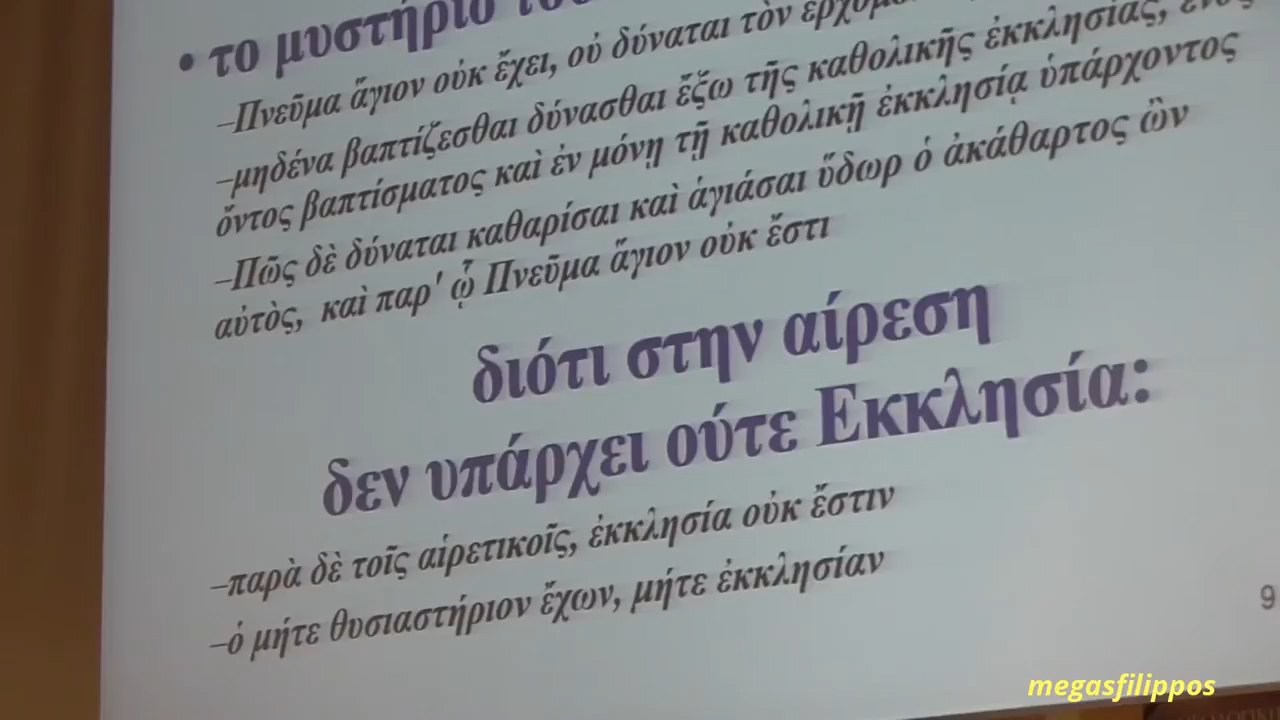 • το μυστήριο
–Πνεῦμα ἅγιον οὐκ ἔχει, οὐ δύναται τὸν
–μηδένα βαπτίζεσθαι δύνασθαι ἔξω τῆς καθολικῆς ἐκκλησίας, ἑνὸς
ὄντος βαπτίσματος καὶ ἐν μόνῃ τῇ καθολικῇ ἐκκλησίᾳ ὑπάρχοντος
–Πῶς δὲ δύναται καθαρίσαι καὶ ἁγιάσαι ὕδωρ ὁ ἀκάθαρτος ὢν
αὐτὸς, καὶ παρ' ᾧ Πνεῦμα ἅγιον οὐκ ἔστι
διότι στην αίρεση
δεν υπάρχει ούτε Εκκλησία:
–παρὰ δὲ τοῖς αἱρετικοῖς, ἐκκλησία οὐκ ἔστιν
–ὁ μήτε θυσιαστήριον ἔχων, μήτε ἐκκλησίαν
9
megasfilippos